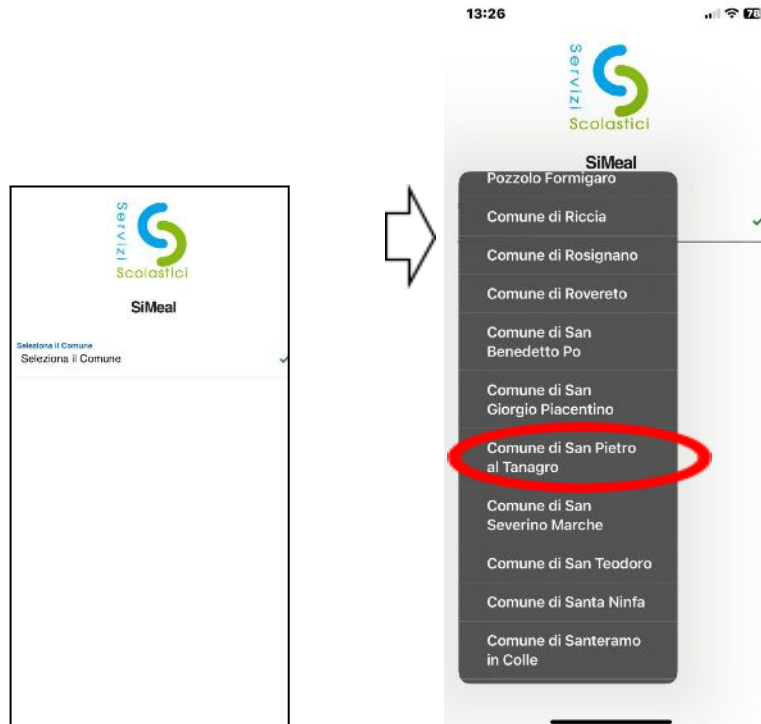 Servizi
Scolastici
SiMeal
Seleziona il Comune
Seleziona il Comune
13:26
78
Servizi
Scolastici
SiMeal
Pozzolo Formigaro
Comune di Riccia
Comune di Rosignano
Comune di Rovereto
Comune di San
Benedetto Po
Comune di San
Giorgio Piacentino
Comune di San Pietro
al Tanagro
Comune di San
Severino Marche
Comune di San Teodoro
Comune di Santa Ninfa
Comune di Santeramo
in Colle